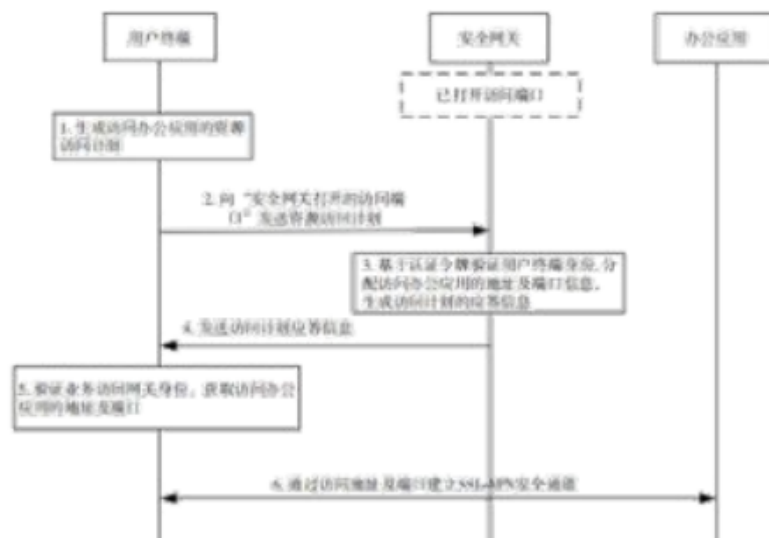 用户终端
安全网关
办公应用
已打开访问端口
1. 生成访问办公应用的资源
访问计划
2. 向“安全网关打开的访问端
口”发送资源访问计划
3. 基于认证令牌验证用户终端身份,分
配访问办公应用的地址及端口信息，
生成访问计划的应答信息
4. 发送访问计划应答信息
5. 验证业务访问网关身份，获取访问办公
应用的地址及端口
6. 通过访问地址及端口建立SSL-VPN安全通道